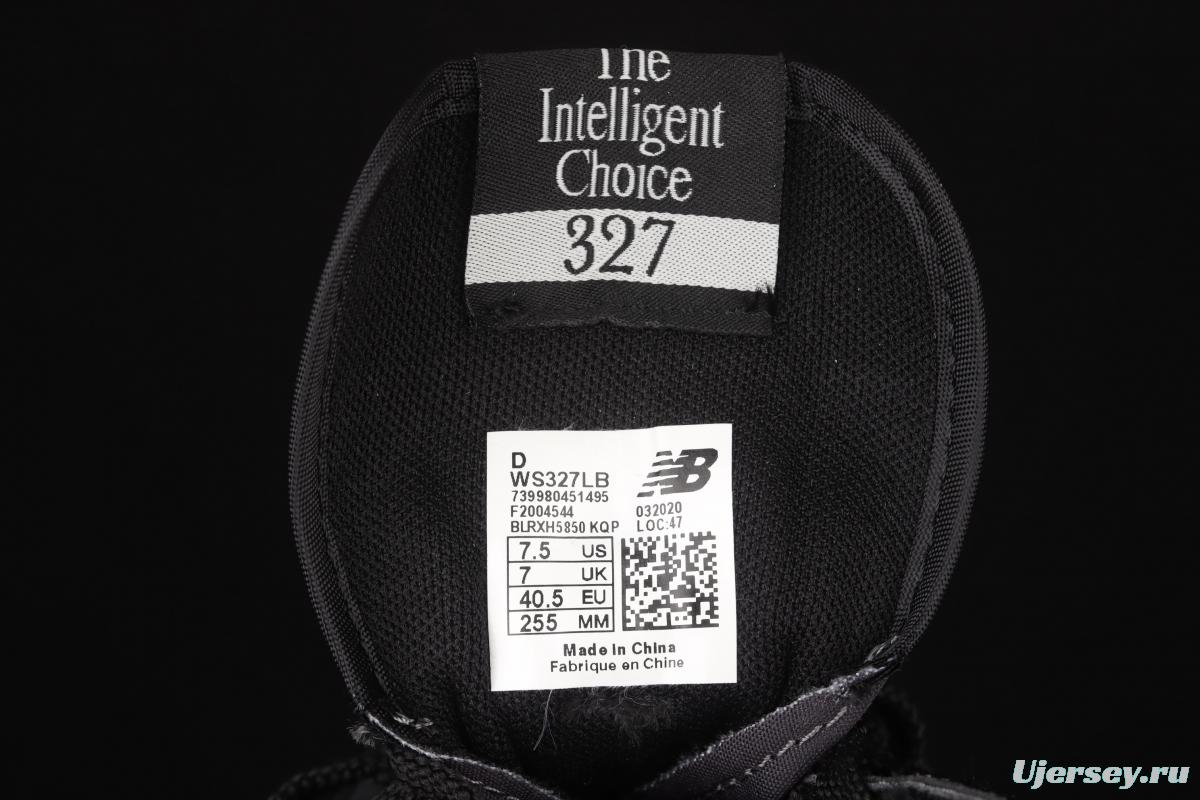 The
Intelligent
Choice
327
D
WS327LB
739980451495
F2004544
BLRXH5850 KQP
NB
032020
LOC:47
7.5 US
7 UK
40.5 EU
255 MM
Made in China
Fabrique en Chine
Ujersey.ru